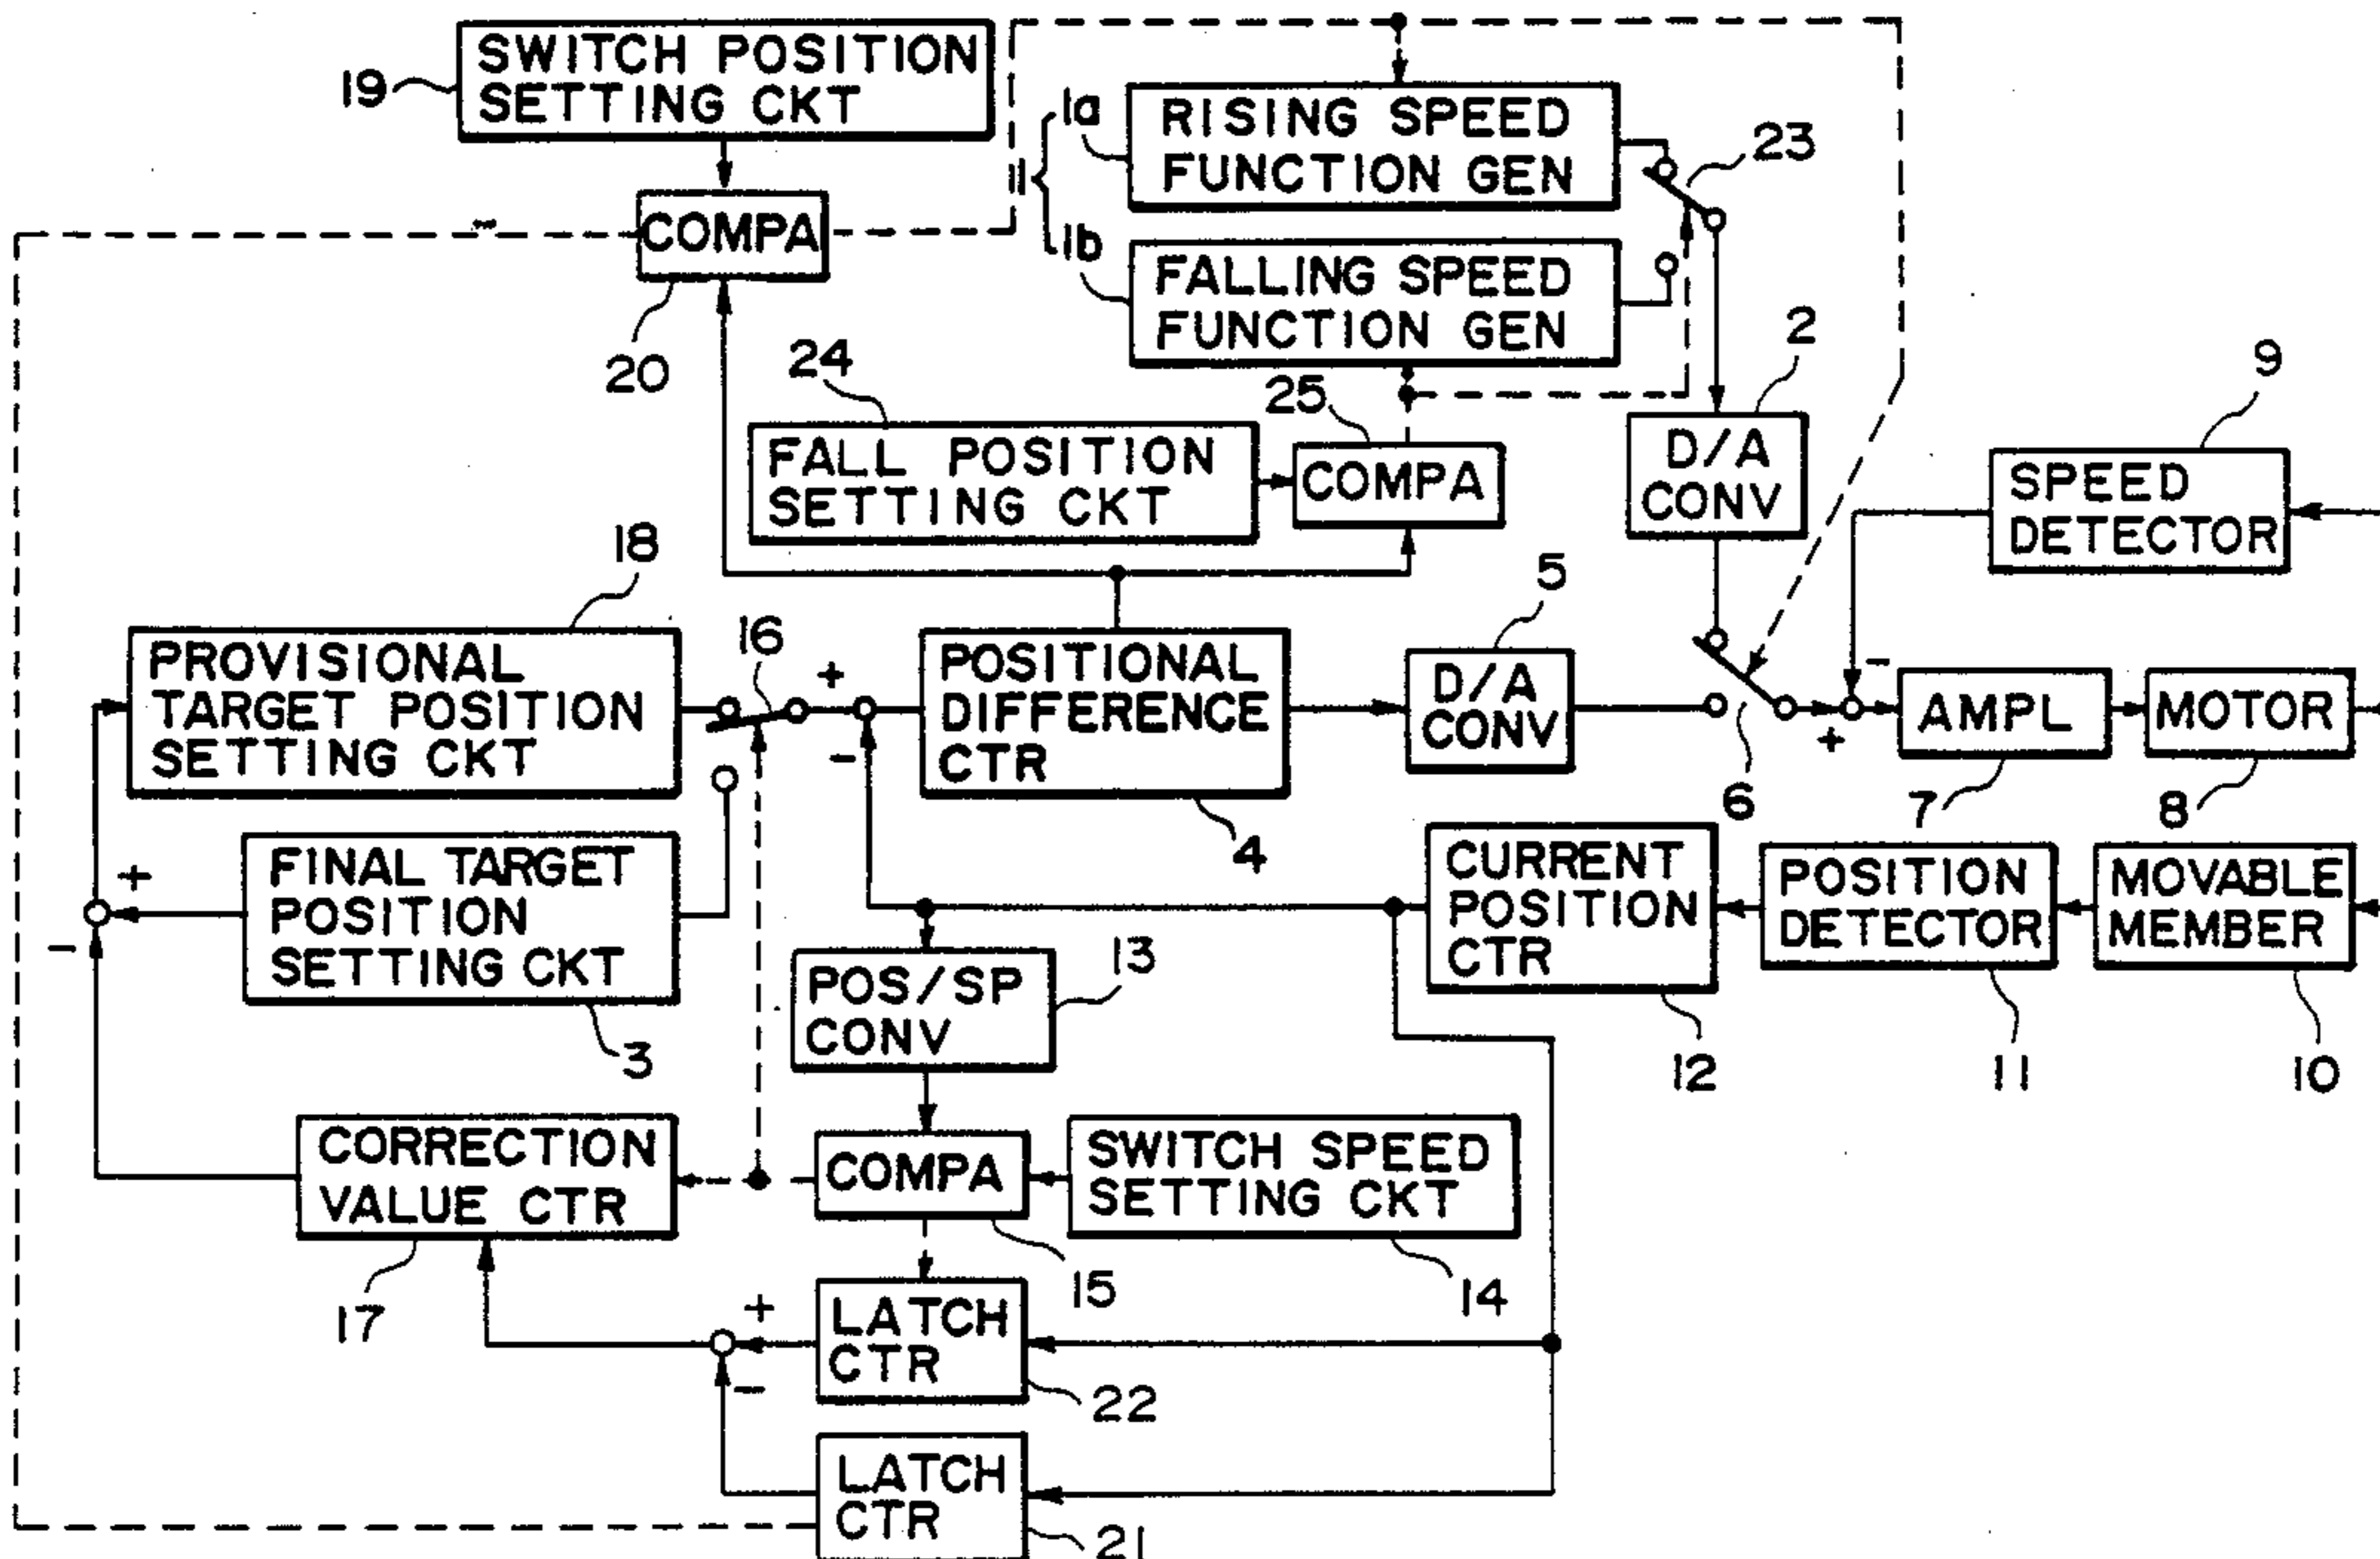 SWITCH POSITION
SETTING CKT
19
COMPA
20
1
1a
RISING SPEED
FUNCTION GEN
23
1b
FALLING SPEED
FUNCTION GEN
24
FALL POSITION
SETTING CKT
25
COMPA
2
D/A
CONV
9
SPEED
DETECTOR
18
PROVISIONAL
TARGET POSITION
SETTING CKT
16
+
-
POSITIONAL
DIFFERENCE
CTR
4
5
D/A
CONV
6
-
+
AMPL
7
MOTOR
8
+
-
FINAL TARGET
POSITION
SETTING CKT
3
CURRENT
POSITION
CTR
12
POSITION
DETECTOR
11
MOVABLE
MEMBER
10
POS/SP
CONV
13
CORRECTION
VALUE CTR
17
COMPA
15
SWITCH SPEED
SETTING CKT
14
+
-
LATCH
CTR
22
LATCH
CTR
21